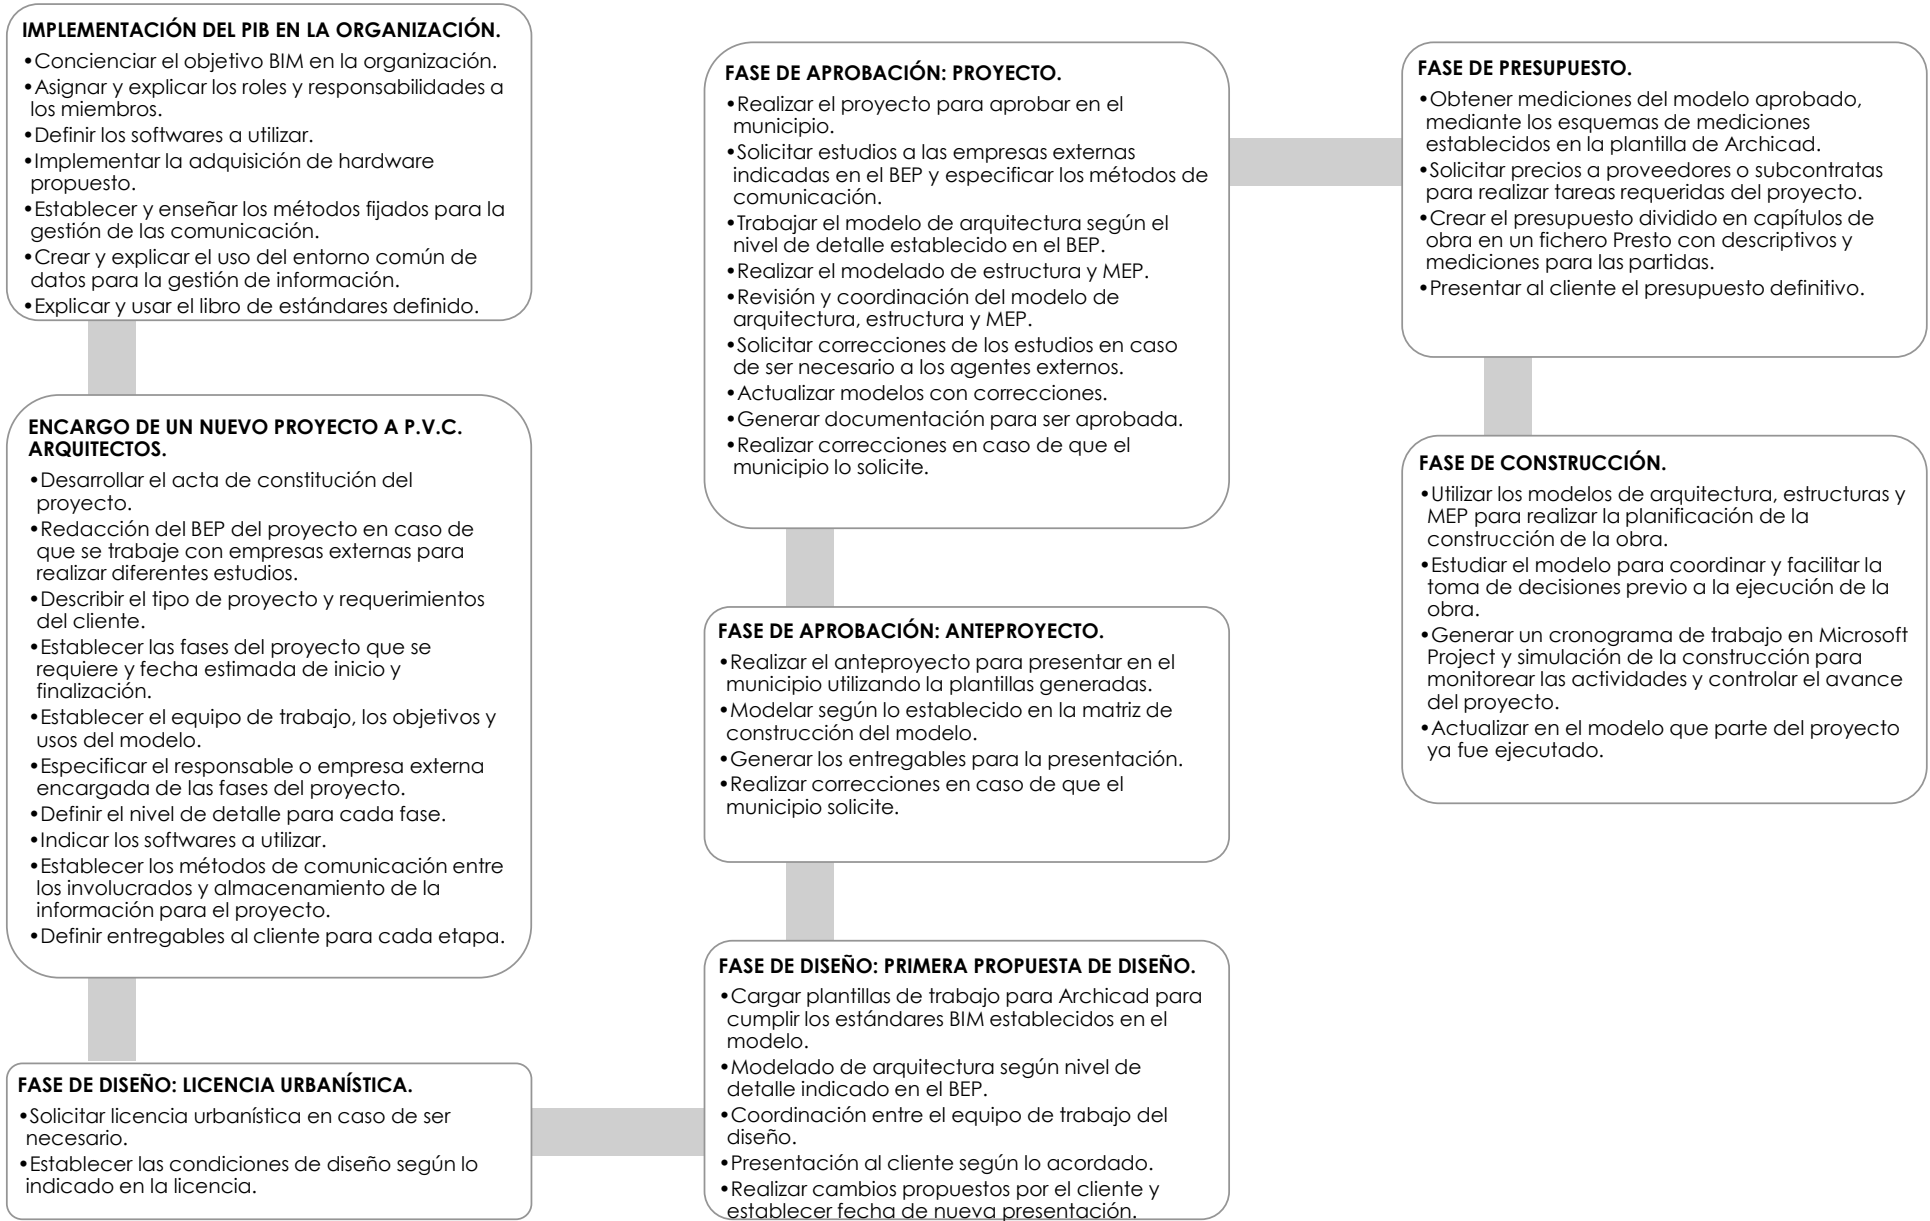 IMPLEMENTACIÓN DEL PIB EN LA ORGANIZACIÓN.
•Concienciar el objetivo BIM en la organización.
•Asignar y explicar los roles y responsabilidades a
los miembros.
•Definir los softwares a utilizar.
•Implementar la adquisición de hardware
propuesto.
•Establecer y enseñar los métodos fijados para la
gestión de las comunicación.
•Crear y explicar el uso del entorno común de
datos para la gestión de información.
•Explicar y usar el libro de estándares definido.
ENCARGO DE UN NUEVO PROYECTO A P.V.C.
ARQUITECTOS.
•Desarrollar el acta de constitución del
proyecto.
•Redacción del BEP del proyecto en caso de
que se trabaje con empresas externas para
realizar diferentes estudios.
•Describir el tipo de proyecto y requerimientos
del cliente.
•Establecer las fases del proyecto que se
requiere y fecha estimada de inicio y
finalización.
•Establecer el equipo de trabajo, los objetivos y
usos del modelo.
•Especificar el responsable o empresa externa
encargada de las fases del proyecto.
•Definir el nivel de detalle para cada fase.
•Indicar los softwares a utilizar.
•Establecer los métodos de comunicación entre
los involucrados y almacenamiento de la
información para el proyecto.
•Definir entregables al cliente para cada etapa.
FASE DE DISEÑO: LICENCIA URBANÍSTICA.
•Solicitar licencia urbanística en caso de ser
necesario.
•Establecer las condiciones de diseño según lo
indicado en la licencia.
FASE DE DISEÑO: PRIMERA PROPUESTA DE DISEÑO.
•Cargar plantillas de trabajo para Archicad para
cumplir los estándares BIM establecidos en el
modelo.
•Modelado de arquitectura según nivel de
detalle indicado en el BEP.
•Coordinación entre el equipo de trabajo del
diseño.
•Presentación al cliente según lo acordado.
•Realizar cambios propuestos por el cliente y
establecer fecha de nueva presentación.
FASE DE APROBACIÓN: ANTEPROYECTO.
•Realizar el anteproyecto para presentar en el
municipio utilizando la plantillas generadas.
•Modelar según lo establecido en la matriz de
construcción del modelo.
•Generar los entregables para la presentación.
•Realizar correcciones en caso de que el
municipio solicite.
FASE DE APROBACIÓN: PROYECTO.
•Realizar el proyecto para aprobar en el
municipio.
•Solicitar estudios a las empresas externas
indicadas en el BEP y especificar los métodos de
comunicación.
•Trabajar el modelo de arquitectura según el
nivel de detalle establecido en el BEP.
•Realizar el modelado de estructura y MEP.
•Revisión y coordinación del modelo de
arquitectura, estructura y MEP.
•Solicitar correcciones de los estudios en caso
de ser necesario a los agentes externos.
•Actualizar modelos con correcciones.
•Generar documentación para ser aprobada.
•Realizar correcciones en caso de que el
municipio lo solicite.
FASE DE PRESUPUESTO.
•Obtener mediciones del modelo aprobado,
mediante los esquemas de mediciones
establecidos en la plantilla de Archicad.
•Solicitar precios a proveedores o subcontratas
para realizar tareas requeridas del proyecto.
•Crear el presupuesto dividido en capítulos de
obra en un fichero Presto con descriptivos y
mediciones para las partidas.
•Presentar al cliente el presupuesto definitivo.
FASE DE CONSTRUCCIÓN.
•Utilizar los modelos de arquitectura, estructuras y
MEP para realizar la planificación de la
construcción de la obra.
•Estudiar el modelo para coordinar y facilitar la
toma de decisiones previo a la ejecución de la
obra.
•Generar un cronograma de trabajo en Microsoft
Project y simulación de la construcción para
monitorear las actividades y controlar el avance
del proyecto.
•Actualizar en el modelo que parte del proyecto
ya fue ejecutado.